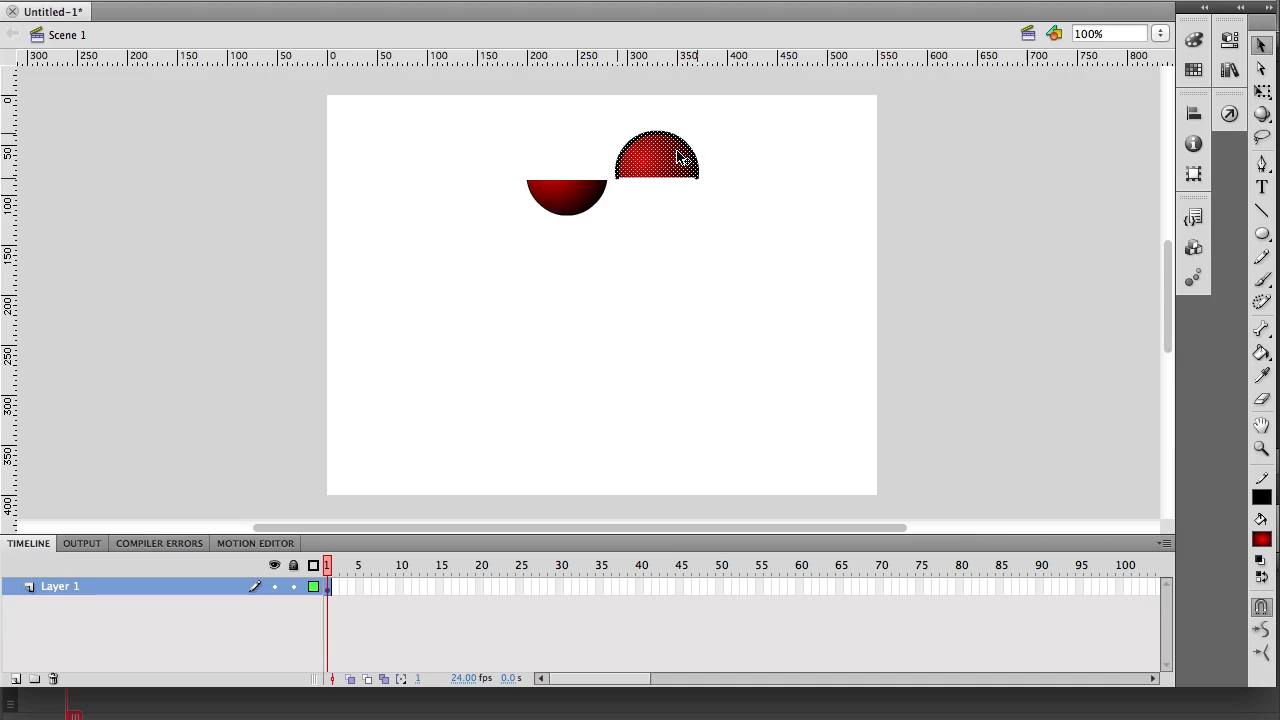 Untitled-1*
Scene 1
100%
300 250 200 150 100 50 0 50 100 150 200 250 300 350 400 450 500 550 600 650 700 750 800
0
50
100
150
200
250
300
350
400
T
TIMELINE OUTPUT COMPILER ERRORS MOTION EDITOR
1 5 10 15 20 25 30 35 40 45 50 55 60 65 70 75 80 85 90 95 100
Layer 1
1 24.00 fps 0.0 s